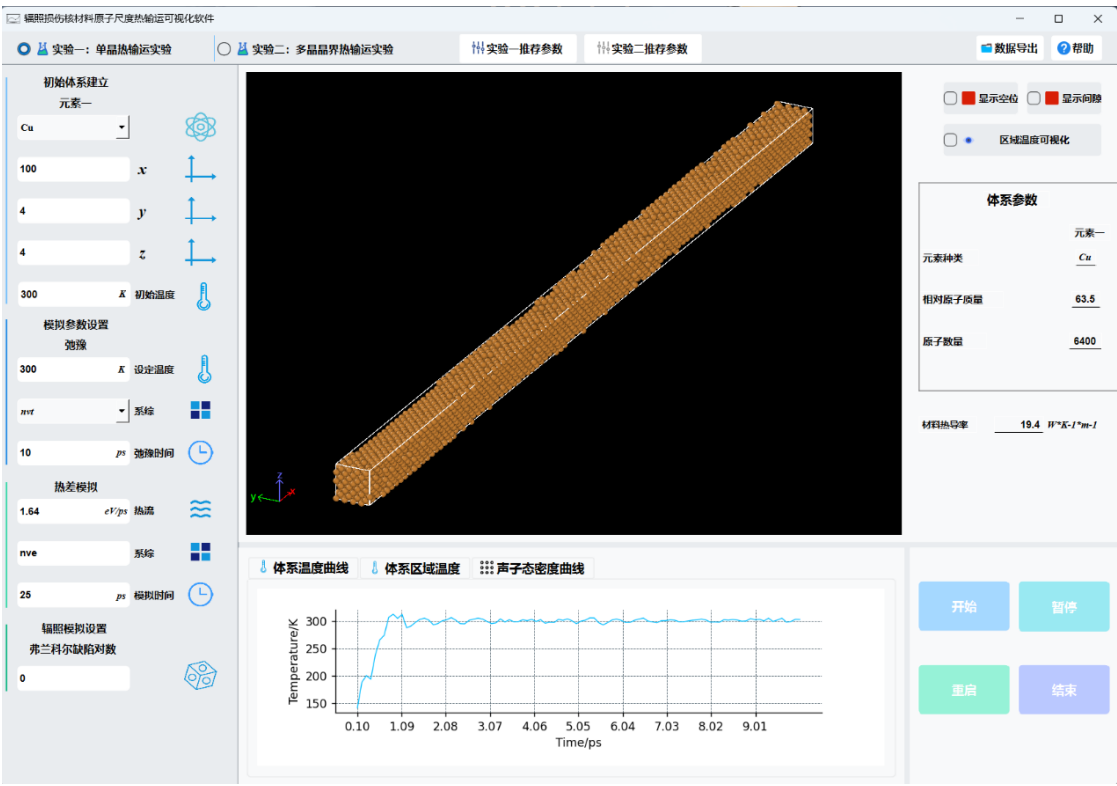 辐照损伤核材料原子尺度热输运可视化软件
实验一：单晶热输运实验 实验二：多晶晶界热输运实验 实验一推荐参数 实验二推荐参数 数据导出 帮助
初始体系建立
元素一
Cu
100 x
4 y
4 z
300 K 初始温度
模拟参数设置
弛豫
300 K 设定温度
nvt 系综
10 ps 弛豫时间
热差模拟
1.64 eV/ps 热流
nve 系综
25 ps 模拟时间
辐照模拟设置
弗兰科尔缺陷对数
0
z
y x
显示空位 显示间隙
区域温度可视化
体系参数
元素一
元素种类 Cu
相对原子质量 63.5
原子数量 6400
材料热导率 19.4 W*K-1*m-1
体系温度曲线 体系区域温度 声子态密度曲线
Temperature/K
300
250
200
150
0.10 1.09 2.08 3.07 4.06 5.05 6.04 7.03 8.02 9.01
Time/ps
开始 暂停
重启 结束